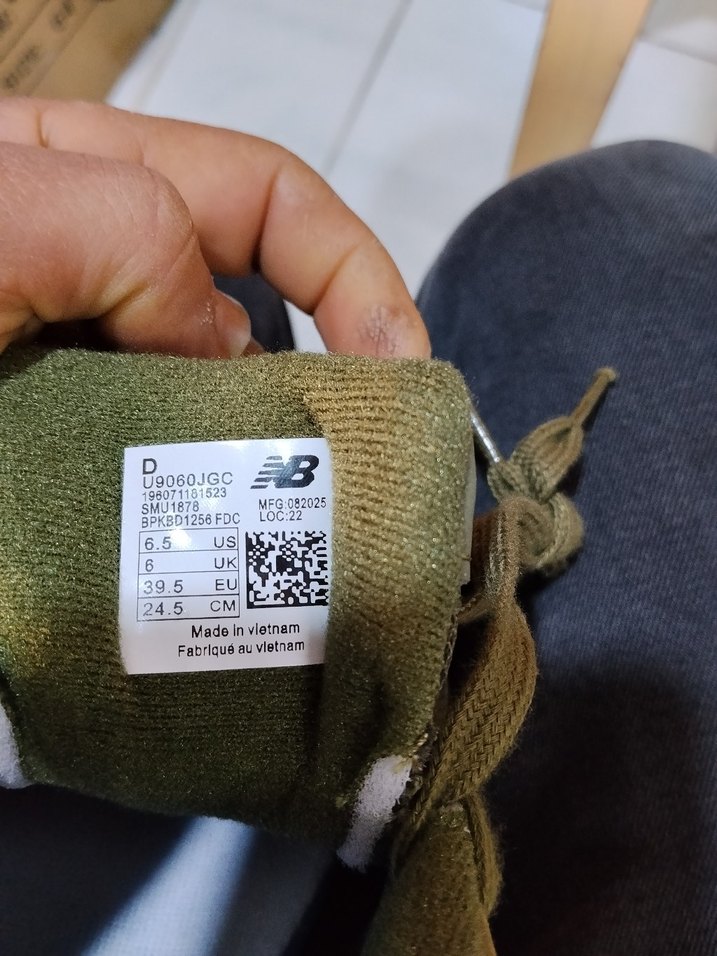 D
U9060JGC
196071181523
SMU1878
BPKBD1256 FDC
NB
MFG:082025
LOC:22
6.5 US
6 UK
39.5 EU
24.5 CM
Made in vietnam
Fabriqué au vietnam